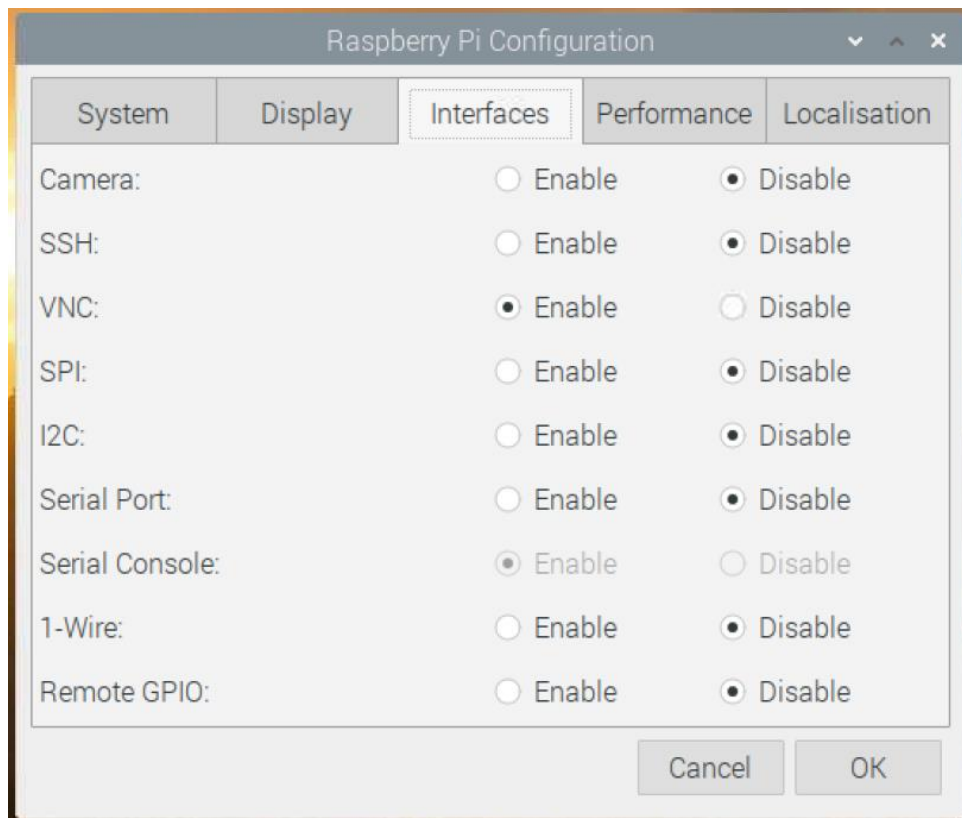 Raspberry Pi Configuration
System Display Interfaces Performance Localisation
Camera: Enable Disable
SSH: Enable Disable
VNC: Enable Disable
SPI: Enable Disable
I2C: Enable Disable
Serial Port: Enable Disable
Serial Console: Enable Disable
1-Wire: Enable Disable
Remote GPIO: Enable Disable
Cancel OK